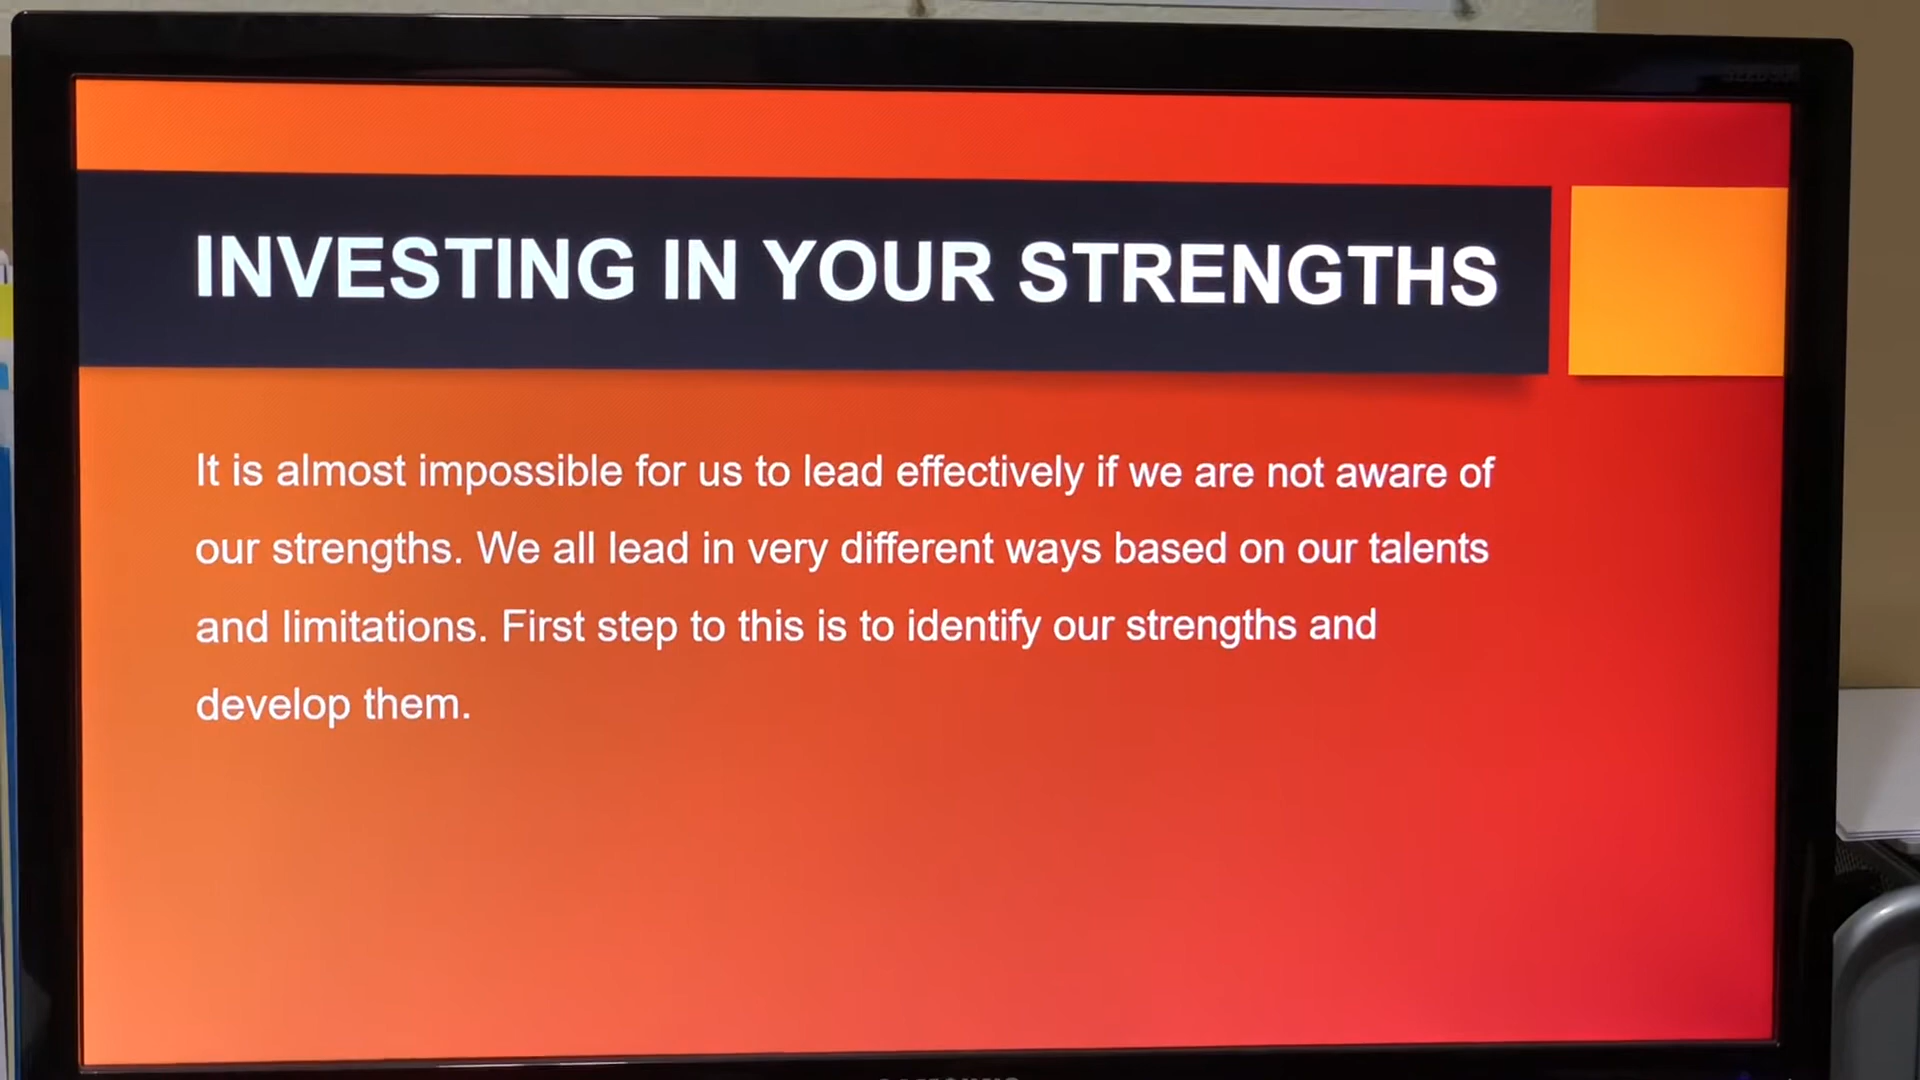 INVESTING IN YOUR STRENGTHS
It is almost impossible for us to lead effectively if we are not aware of
our strengths. We all lead in very different ways based on our talents
and limitations. First step to this is to identify our strengths and
develop them.